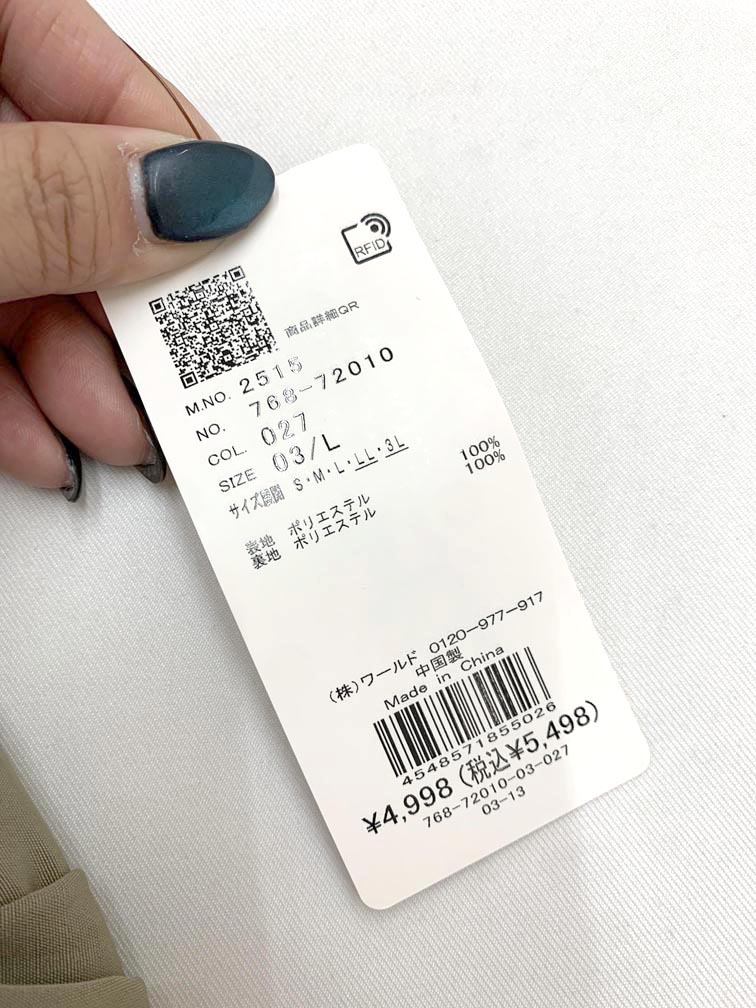 RFID
商品詳細QR
M.NO. 2515
NO. 768-72010
COL. 027
SIZE 03/L
サイズ展開 S・M・L・LL・3L
表地 ポリエステル 100%
裏地 ポリエステル 100%
(株)ワールド 0120-977-917
中国製
Made in China
4548571855026
¥4,998 (税込¥5,498)
768-72010-03-027
03-13